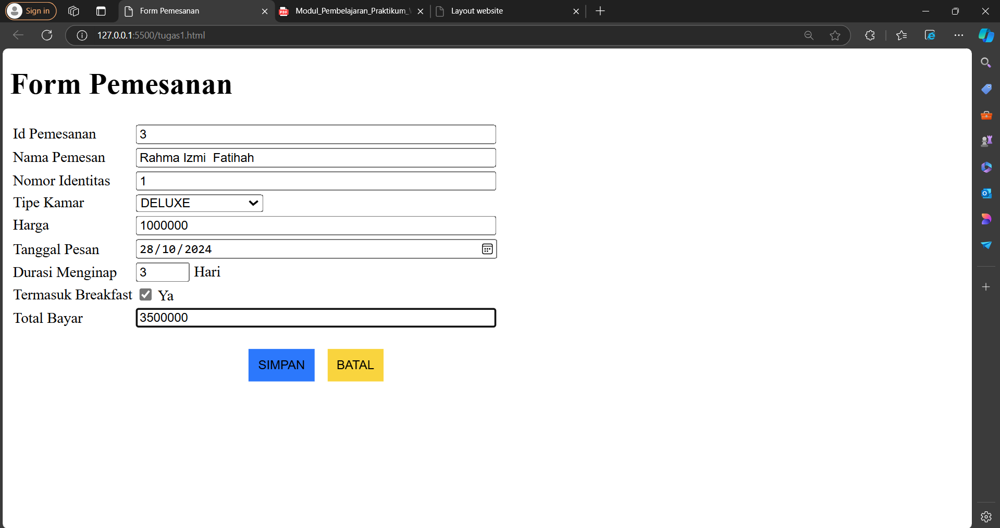 Sign in
Form Pemesanan
Modul_Pembelajaran_Praktikum_
Layout website
127.0.0.1:5500/tugas1.html
Form Pemesanan
Id Pemesanan 3
Nama Pemesan Rahma Izmi  Fatihah
Nomor Identitas 1
Tipe Kamar DELUXE
Harga 1000000
Tanggal Pesan 28/10/2024
Durasi Menginap 3 Hari
Termasuk Breakfast Ya
Total Bayar 3500000
SIMPAN BATAL